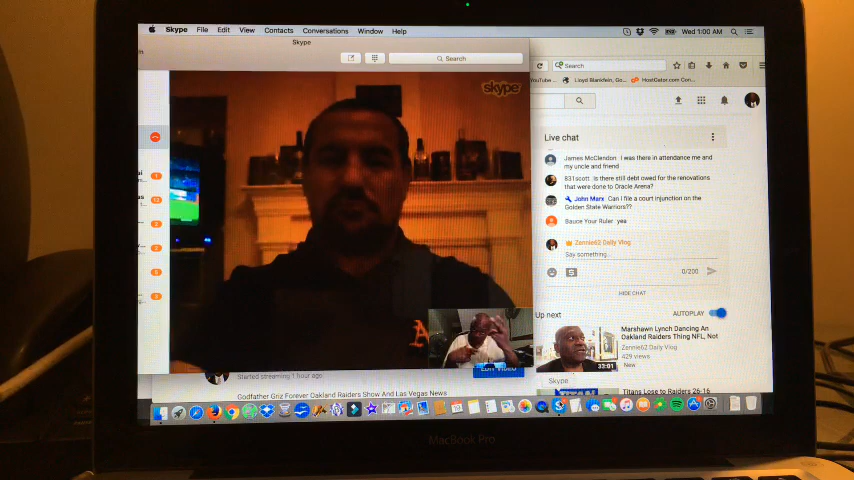 Skype File Edit View Contacts Conversations Window Help
Wed 1:00 AM
Skype
Search
skype
Search
YouTube ...
Lloyd Blankfein, Go...
HostGator.com Con...
Live chat
James McClendon I was there in attendance me and
my uncle and friend
831scott Is there still debt owed for the renovations
that were done to Oracle Arena?
John Marx Can I file a court injunction on the
Golden State Warriors??
Bauce Your Ruler yea
Zennie62 Daily Vlog
Say something...
0/200
HIDE CHAT
Up next
AUTOPLAY
Marshawn Lynch Dancing An
Oakland Raiders Thing NFL, Not
Zennie62 Daily Vlog
429 views
Now
33:01
Skype
Titans Lose to Raiders 26-16
A
EDIT VIDEO
Started streaming 1 hour ago
Godfather Griz Forever Oakland Raiders Show And Las Vegas News
MacBook Pro